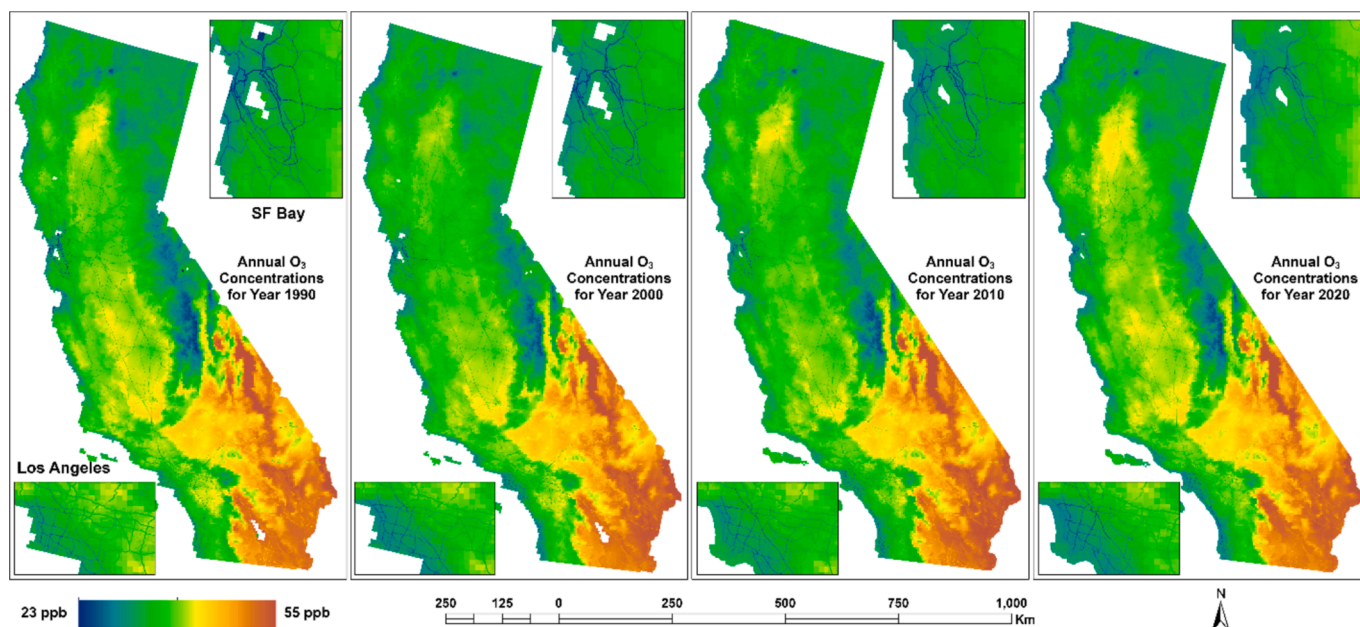 SF Bay
Annual O₃
Concentrations
for Year 1990
Los Angeles
Annual O₃
Concentrations
for Year 2000
Annual O₃
Concentrations
for Year 2010
Annual O₃
Concentrations
for Year 2020
23 ppb 55 ppb
250 125 0 250 500 750 1,000
Km
N